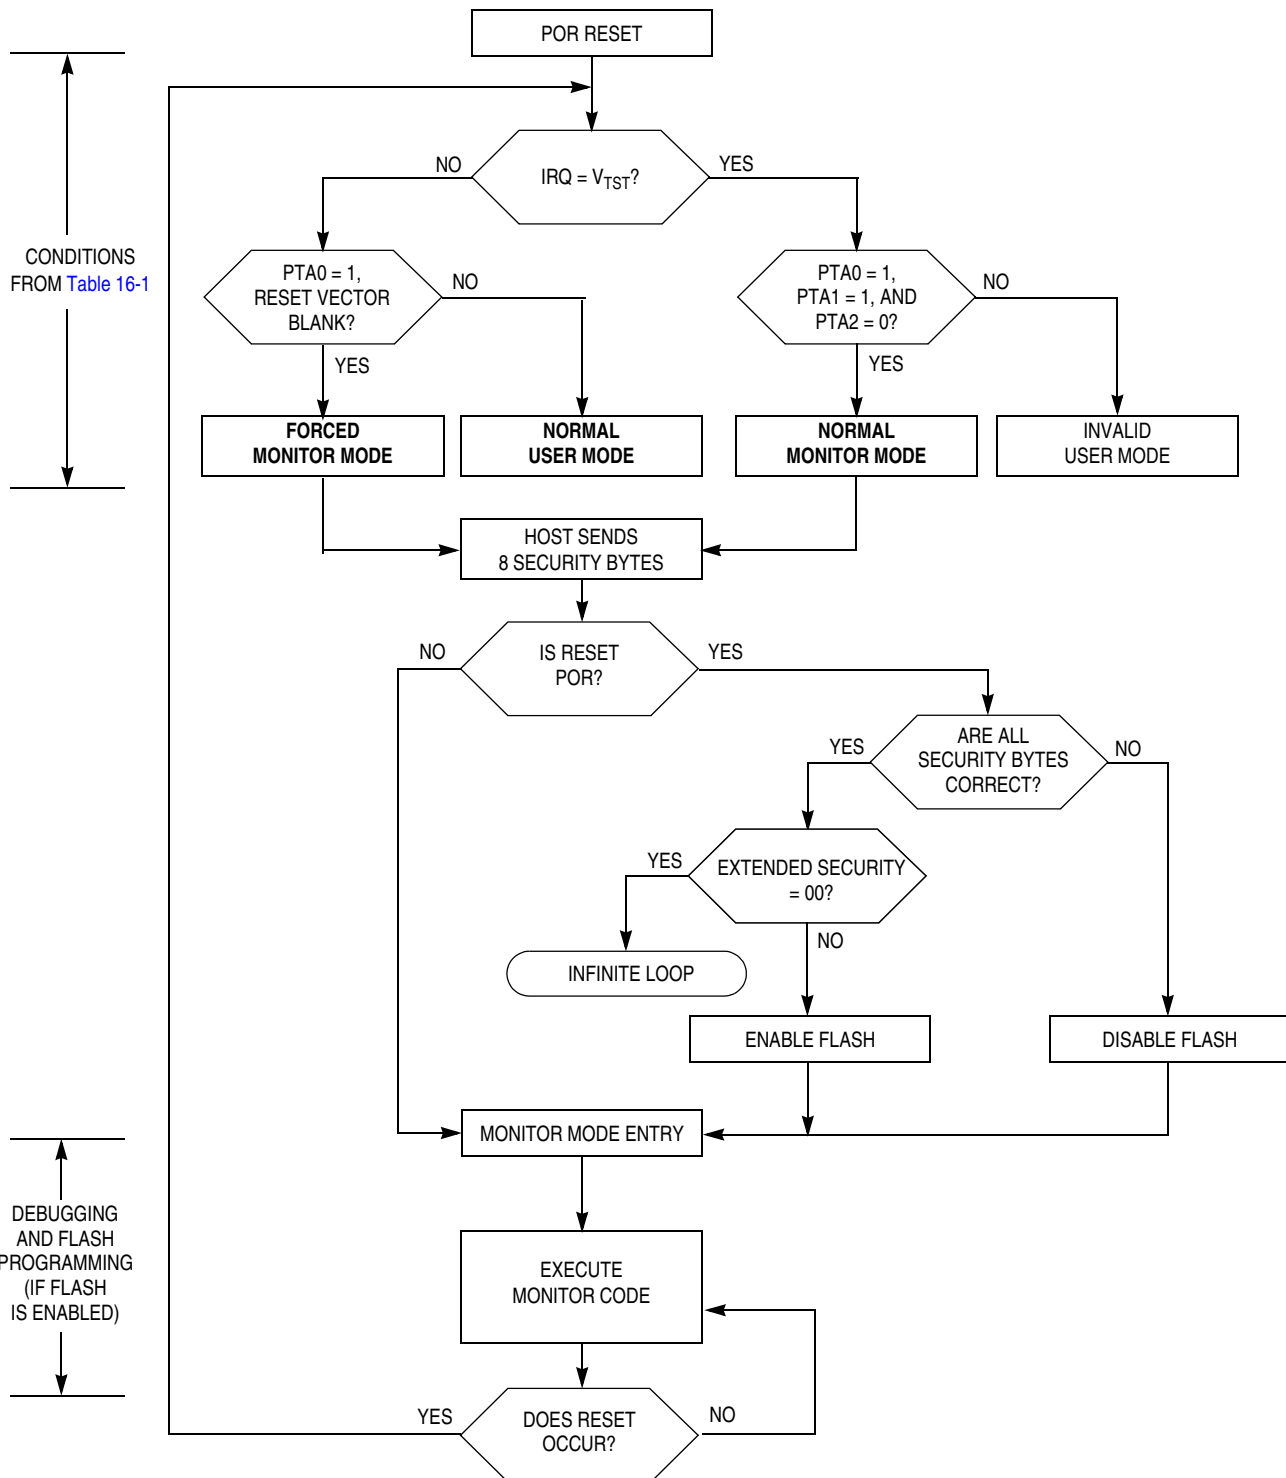 POR RESET
NO
IRQ = VTST?
YES
CONDITIONS
FROM Table 16-1
PTA0 = 1,
RESET VECTOR
BLANK?
NO
YES
PTA0 = 1,
PTA1 = 1, AND
PTA2 = 0?
NO
YES
FORCED
MONITOR MODE
NORMAL
USER MODE
NORMAL
MONITOR MODE
INVALID
USER MODE
HOST SENDS
8 SECURITY BYTES
NO
IS RESET
POR?
YES
YES
ARE ALL
SECURITY BYTES
CORRECT?
NO
YES
EXTENDED SECURITY
= 00?
NO
INFINITE LOOP
ENABLE FLASH
DISABLE FLASH
MONITOR MODE ENTRY
DEBUGGING
AND FLASH
PROGRAMMING
(IF FLASH
IS ENABLED)
EXECUTE
MONITOR CODE
YES
DOES RESET
OCCUR?
NO